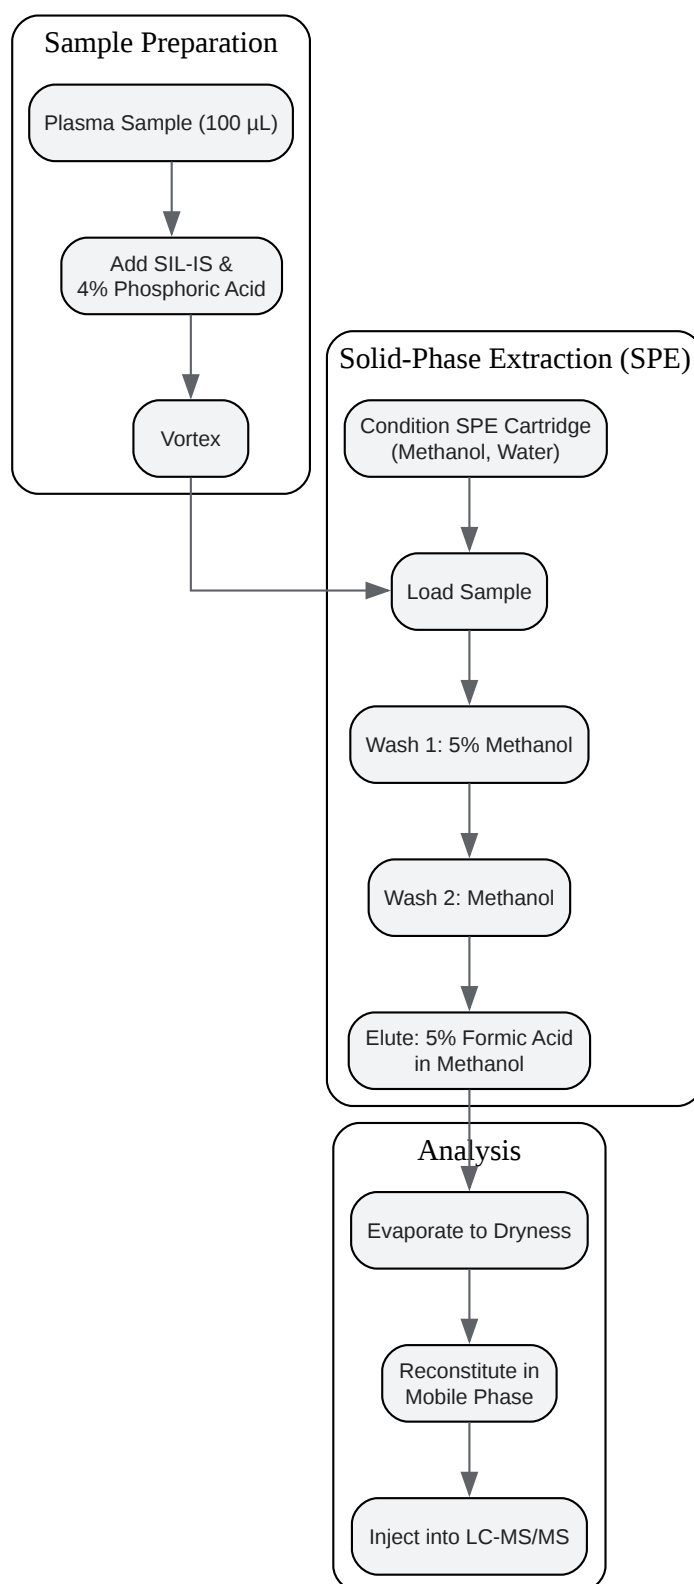 Sample Preparation
Plasma Sample (100 µL)
Add SIL-IS &
4% Phosphoric Acid
Vortex
Solid-Phase Extraction (SPE)
Condition SPE Cartridge
(Methanol, Water)
Load Sample
Wash 1: 5% Methanol
Wash 2: Methanol
Elute: 5% Formic Acid
in Methanol
Analysis
Evaporate to Dryness
Reconstitute in
Mobile Phase
Inject into LC-MS/MS